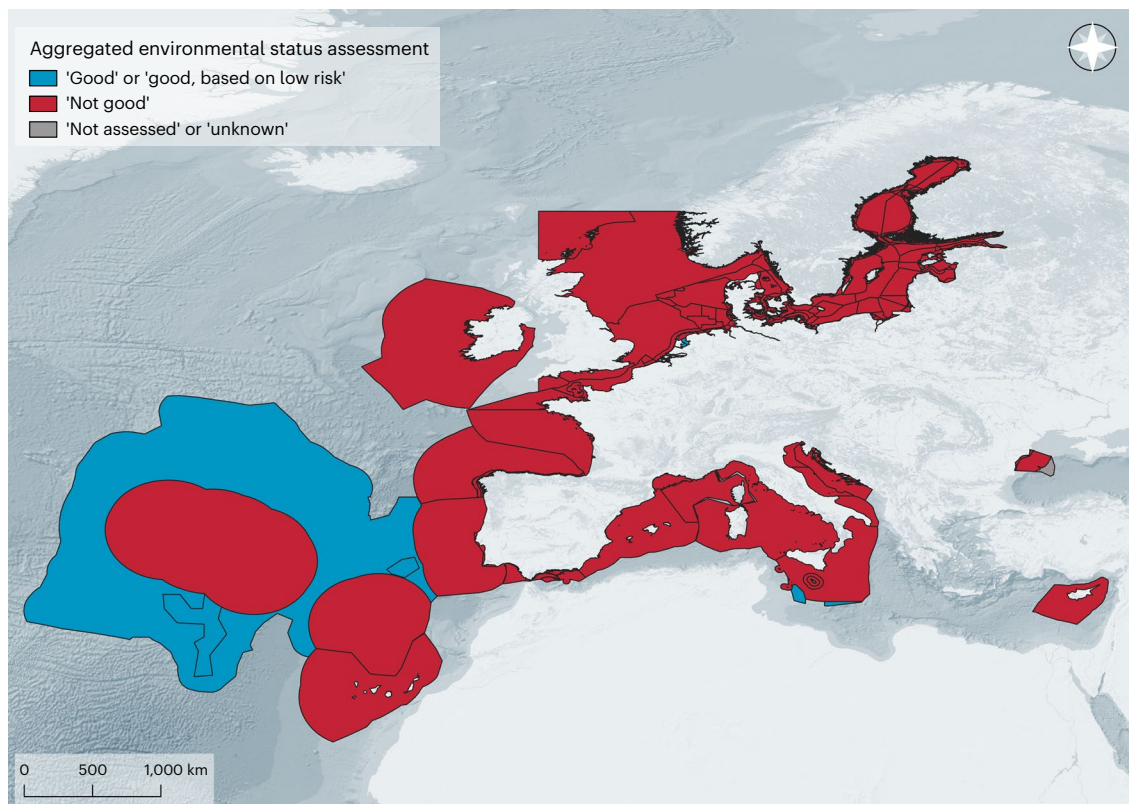 Aggregated environmental status assessment
'Good' or 'good, based on low risk'
'Not good'
'Not assessed' or 'unknown'
0 500 1,000 km